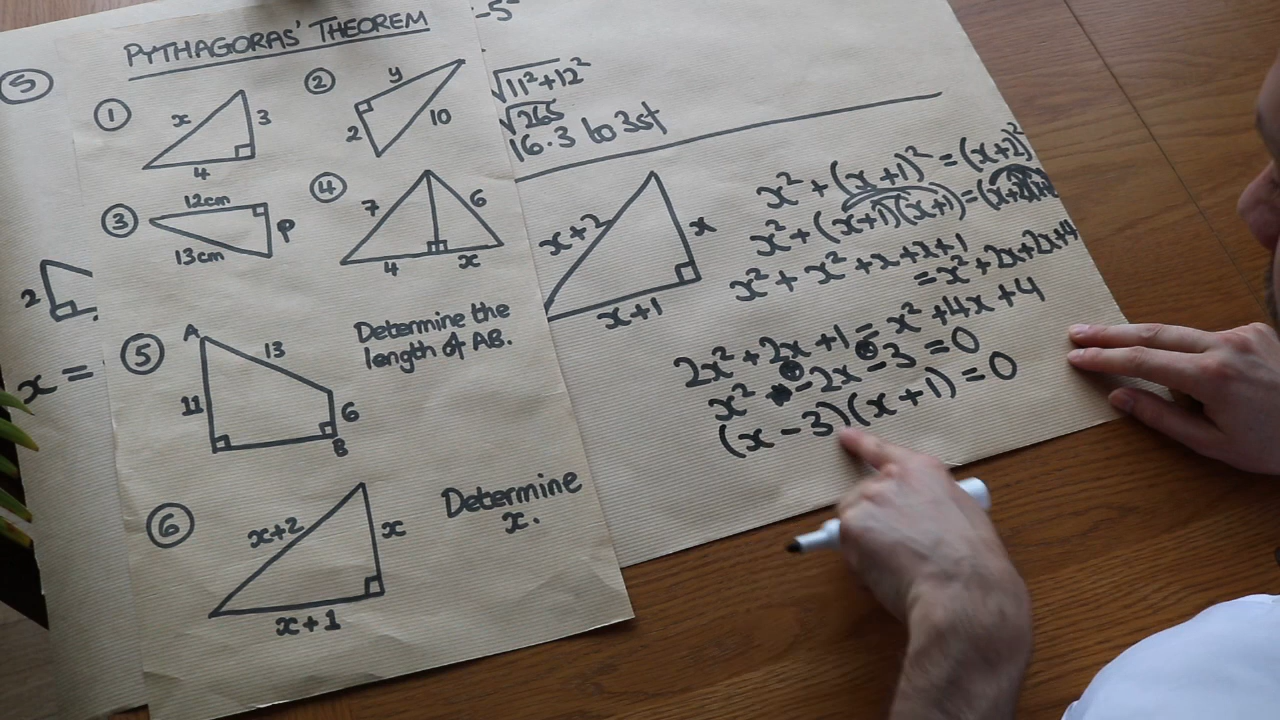 PYTHAGORAS' THEOREM
5
1
x
3
4
2
y
2
10
3
12cm
13cm
P
4
7
6
4
x
5
A
13
11
6
B
Determine the
length of AB.
6
x+2
x
x+1
Determine
x.
2
x =
-5
√11²+12²
√265
16.3 to 3sf
x+2
x
x+1
x² + (x+1)² = (x+2)²
x² + (x+1)(x+1) = (x+2)(x+2)
x² + x² + x + x + 1
= x² + 2x + 2x + 4
2x² + 2x + 1 = x² + 4x + 4
x² - 2x - 3 = 0
(x - 3)(x + 1) = 0